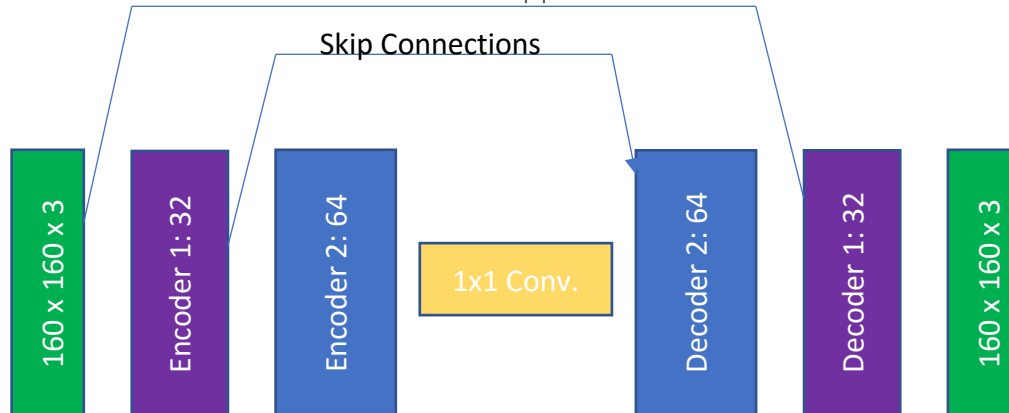 Skip Connections
160 x 160 x 3
Encoder 1: 32
Encoder 2: 64
1x1 Conv.
Decoder 2: 64
Decoder 1: 32
160 x 160 x 3